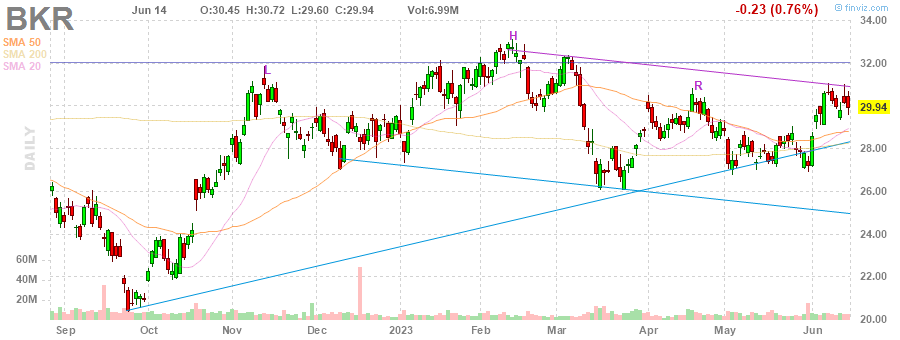 BKR
Jun 14 O:30.45 H:30.72 L:29.60 C:29.94 Vol:6.99M -0.23 (0.76%) finviz.com
SMA 50
SMA 200
SMA 20
DAILY
L
H
R
34.00
32.00
29.94
28.00
26.00
24.00
22.00
20.00
60M
40M
20M
Sep Oct Nov Dec 2023 Feb Mar Apr May Jun